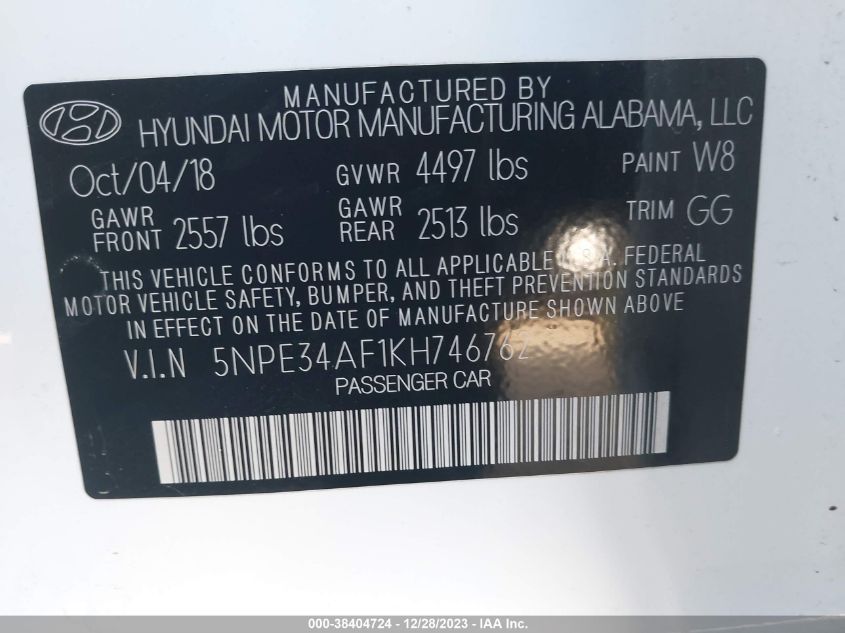 MANUFACTURED BY
HYUNDAI MOTOR MANUFACTURING ALABAMA, LLC
Oct/04/18 GVWR 4497 lbs PAINT W8
GAWR FRONT 2557 lbs GAWR REAR 2513 lbs TRIM GG
THIS VEHICLE CONFORMS TO ALL APPLICABLE U.S.A. FEDERAL
MOTOR VEHICLE SAFETY, BUMPER, AND THEFT PREVENTION STANDARDS
IN EFFECT ON THE DATE OF MANUFACTURE SHOWN ABOVE
V.I.N 5NPE34AF1KH746762
PASSENGER CAR
000-38404724 - 12/28/2023 - IAA Inc.